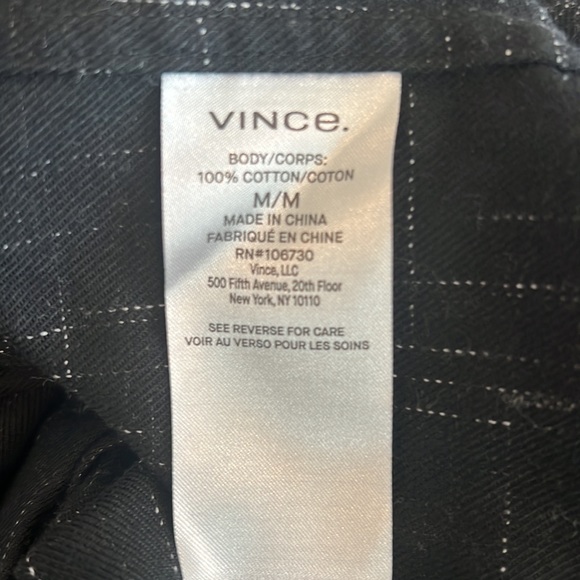 VINCe.
BODY/CORPS:
100% COTTON/COTON
M/M
MADE IN CHINA
FABRIQUÉ EN CHINE
RN#106730
Vince, LLC
500 Fifth Avenue, 20th Floor
New York, NY 10110
SEE REVERSE FOR CARE
VOIR AU VERSO POUR LES SOINS